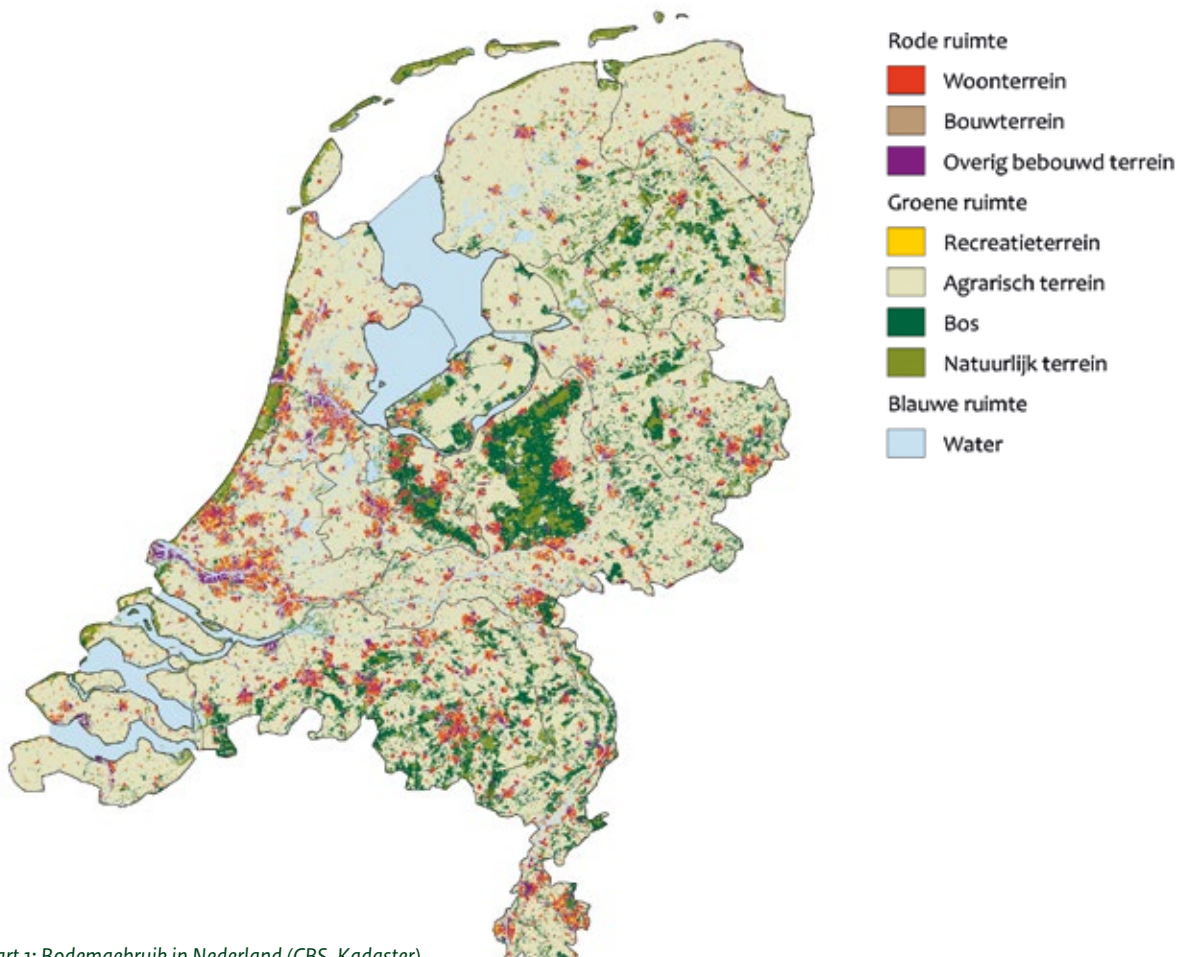 Rode ruimte
Woonterrein
Bouwterrein
Overig bebouwd terrein
Groene ruimte
Recreatieterrein
Agrarisch terrein
Bos
Natuurlijk terrein
Blauwe ruimte
Water
1: Bodemgebruik in Nederland (CBS, Kadaster)